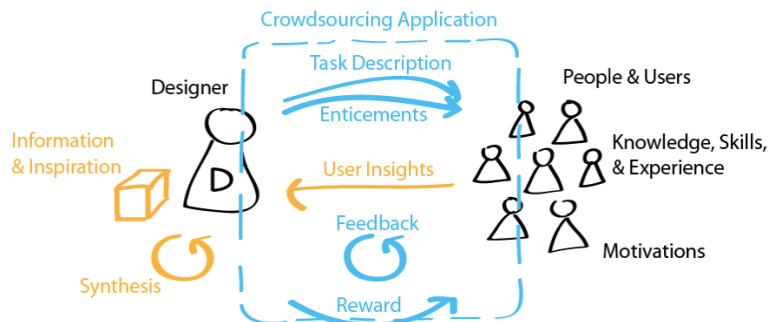 Crowdsourcing Application
Task Description
Designer
People & Users
Enticements
Information
& Inspiration
Knowledge, Skills,
& Experience
User Insights
D
Feedback
Motivations
Synthesis
Reward